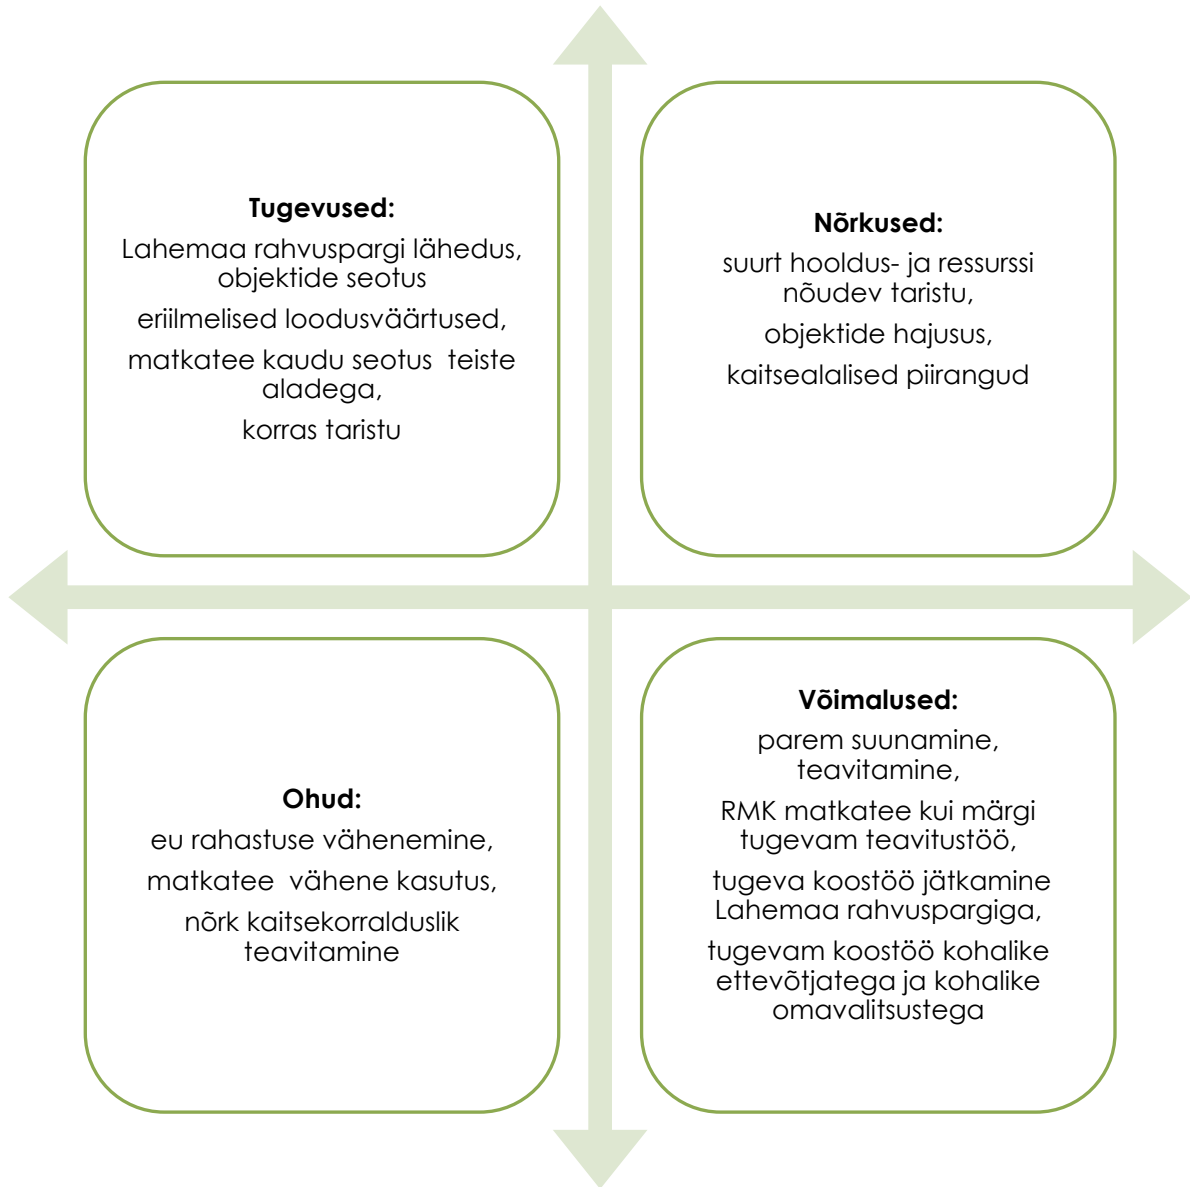 Tugevused:
Lahemaa rahvuspargi lähedus,
objektide seotus
eriilmelised loodusväärtused,
matkatee kaudu seotus  teiste
aladega,
korras taristu
Nõrkused:
suurt hooldus- ja ressurssi
nõudev taristu,
objektide hajusus,
kaitsealalised piirangud
Ohud:
eu rahastuse vähenemine,
matkatee  vähene kasutus,
nõrk kaitsekorralduslik
teavitamine
Võimalused:
parem suunamine,
teavitamine,
RMK matkatee kui märgi
tugevam teavitustöö,
tugeva koostöö jätkamine
Lahemaa rahvuspargiga,
tugevam koostöö kohalike
ettevõtjatega ja kohalike
omavalitsustega